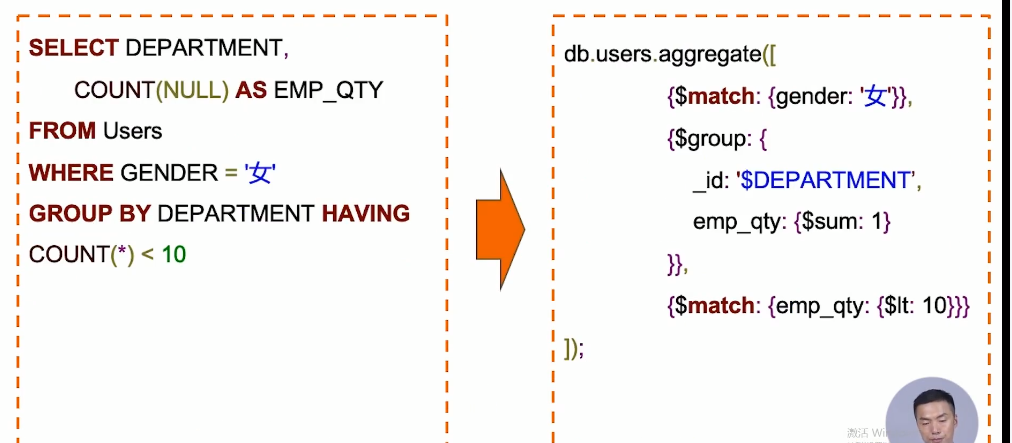 SELECT DEPARTMENT,
COUNT(NULL) AS EMP_QTY
FROM Users
WHERE GENDER = '女'
GROUP BY DEPARTMENT HAVING
COUNT(*) < 10
db.users.aggregate([
{$match: {gender: '女'}},
{$group: {
_id: '$DEPARTMENT’,
emp_qty: {$sum: 1}
}},
{$match: {emp_qty: {$lt: 10}}}
]);
激活